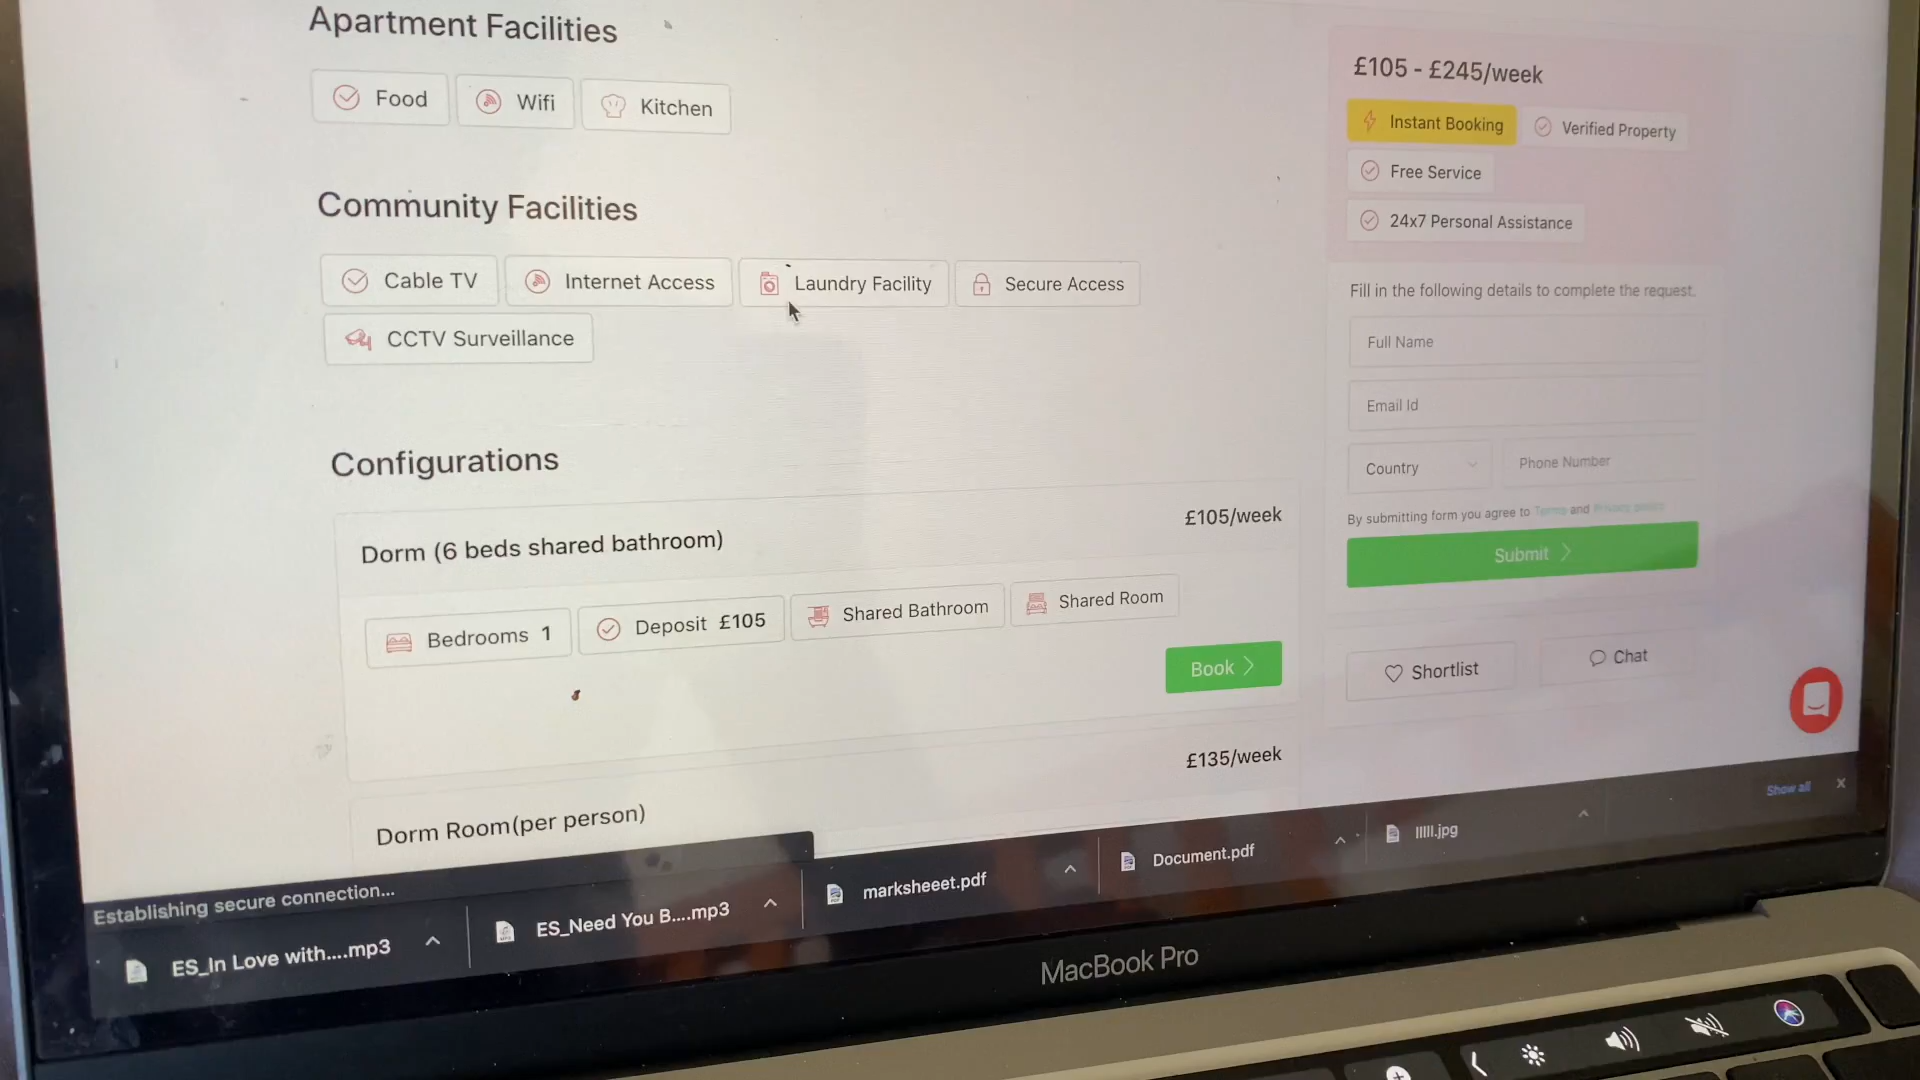 Apartment Facilities
Food
Wifi
Kitchen
Community Facilities
Cable TV
Internet Access
Laundry Facility
Secure Access
CCTV Surveillance
Configurations
Dorm (6 beds shared bathroom)
£105/week
Bedrooms 1
Deposit £105
Shared Bathroom
Shared Room
Book
£135/week
Dorm Room(per person)
£105 - £245/week
Instant Booking
Verified Property
Free Service
24x7 Personal Assistance
Fill in the following details to complete the request.
Full Name
Email Id
Country
Phone Number
By submitting form you agree to Terms and Privacy policy
Submit
Shortlist
Chat
Establishing secure connection...
ES_In Love with....mp3
ES_Need You B....mp3
marksheeet.pdf
Document.pdf
lllll.jpg
Show all
MacBook Pro